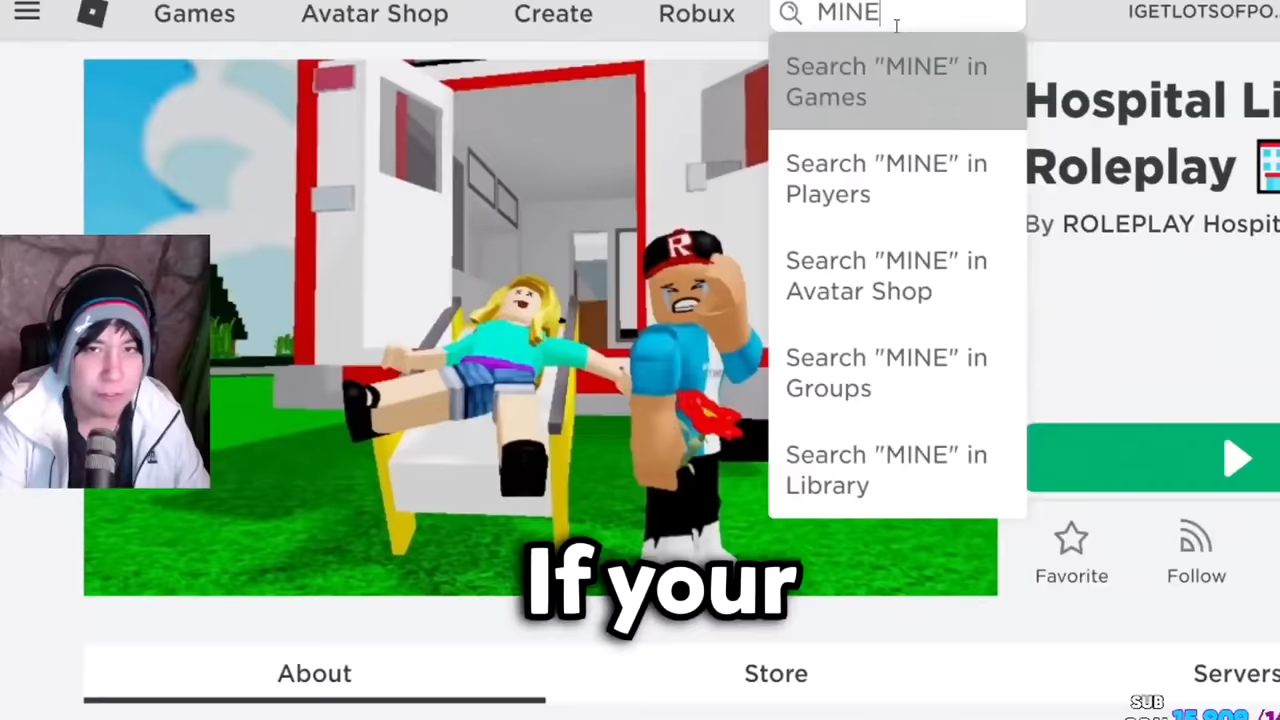 Games
Avatar Shop
Create
Robux
MINE
IGETLOTSOFPO...
Search "MINE" in
Games
Search "MINE" in
Players
Search "MINE" in
Avatar Shop
Search "MINE" in
Groups
Search "MINE" in
Library
Hospital Li
Roleplay
By ROLEPLAY Hospit
R
Favorite
Follow
If your
About
Store
Servers
SUB